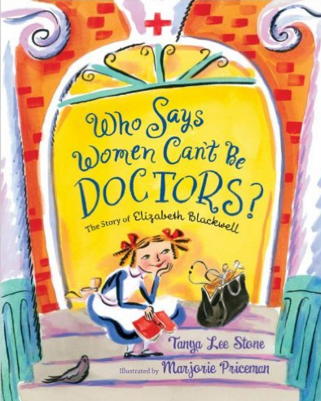 Who Says
Women Can't Be
DOCTORS?
The Story of Elizabeth Blackwell
Tanya Lee Stone
Illustrated by Marjorie Priceman